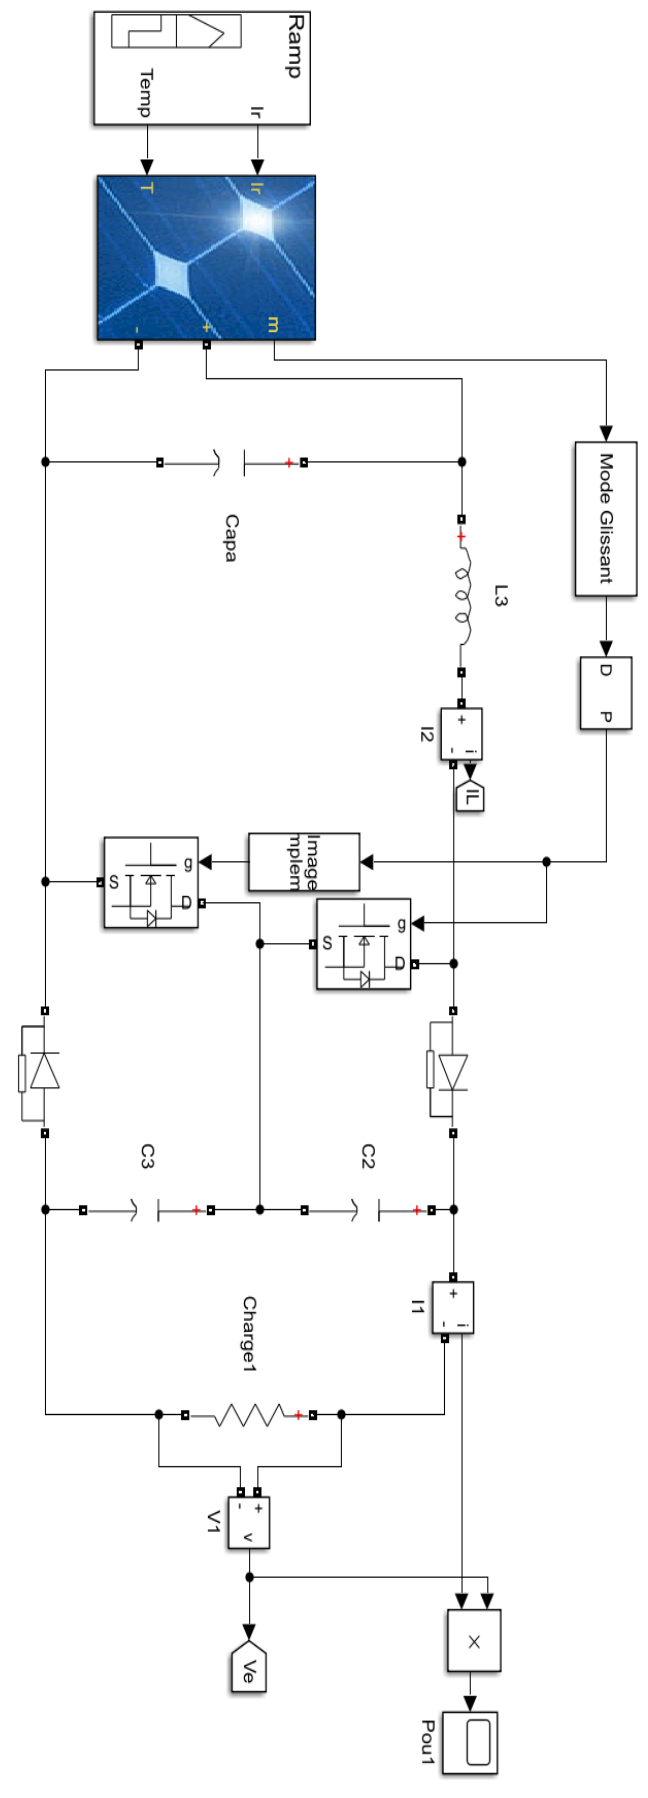 Ramp
Ir
Temp
Ir
T
m
+
-
Mode Glissant
D
P
Capa
+
L3
+
I2
+
i
-
IL
Image
mplem
g
D
S
g
D
S
C2
+
C3
+
I1
+
i
-
Charge1
+
V1
+
-
v
Ve
X
Pou1